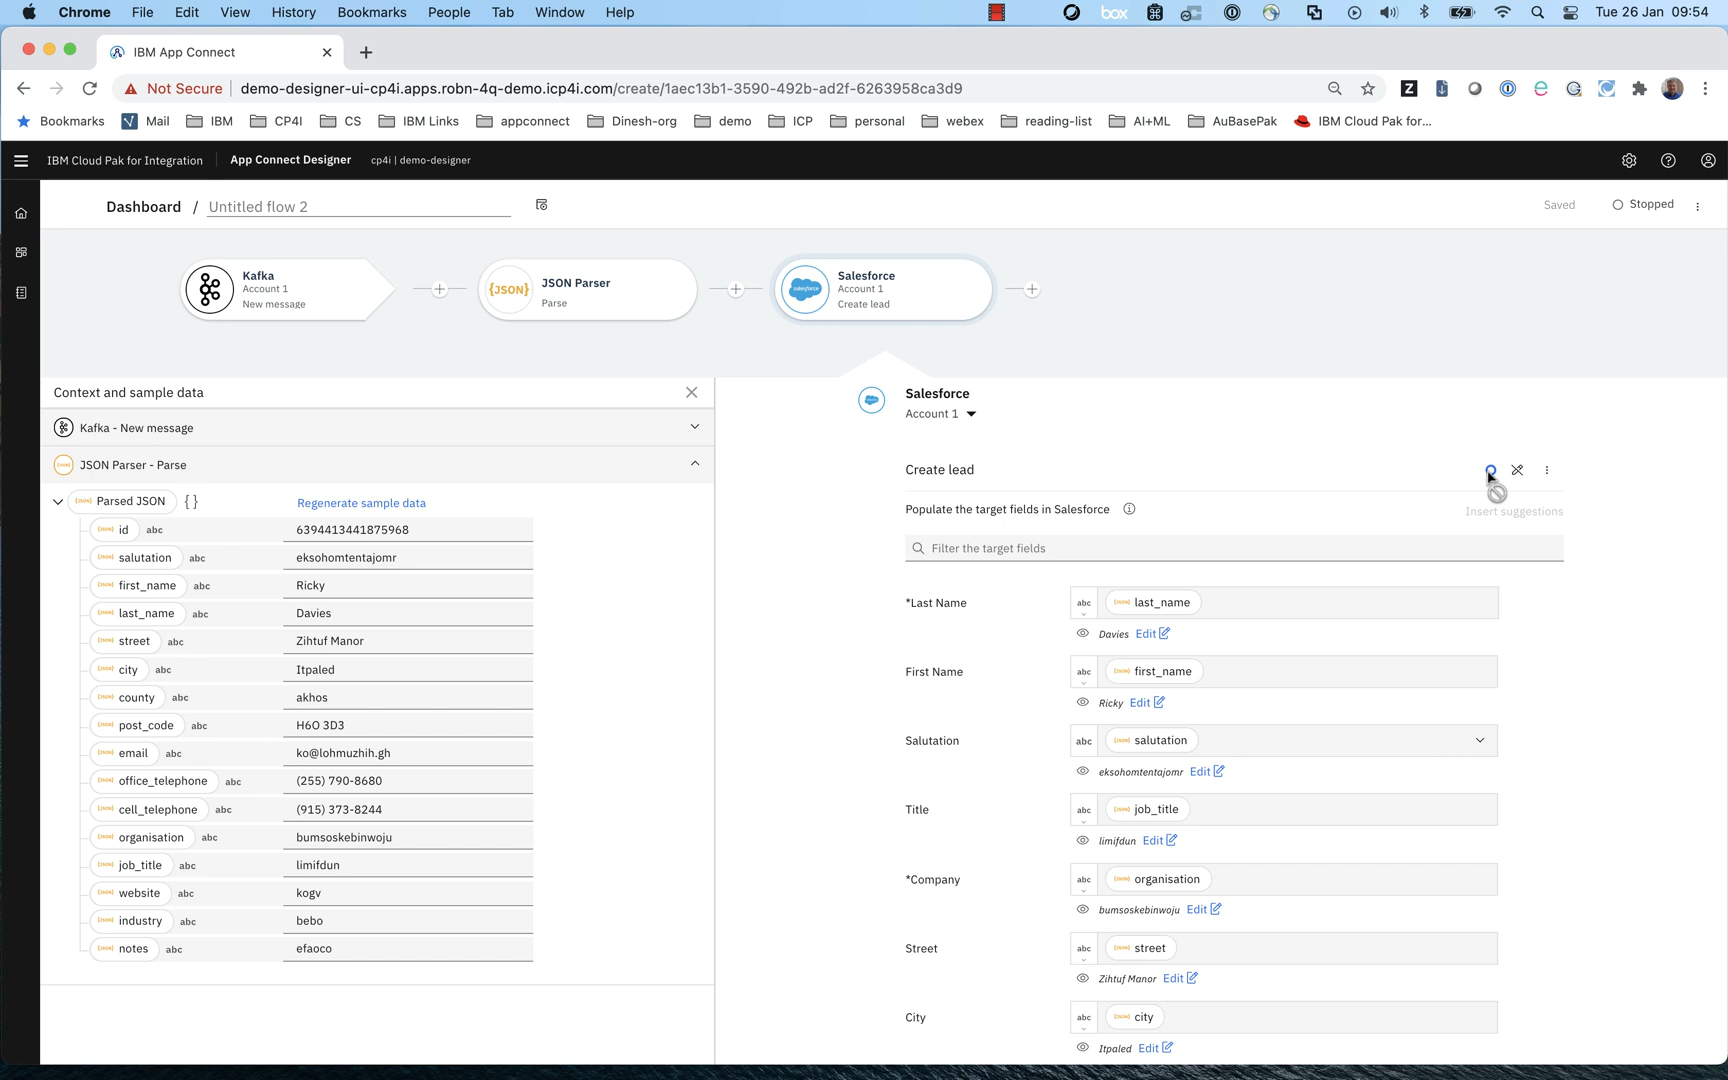 Chrome File Edit View History Bookmarks People Tab Window Help box Tue 26 Jan 09:54
IBM App Connect
Not Secure demo-designer-ui-cp4i.apps.robn-4q-demo.icp4i.com/create/1aec13b1-3590-492b-ad2f-6263958ca3d9
Bookmarks Mail IBM CP4I CS IBM Links appconnect Dinesh-org demo ICP personal webex reading-list AI+ML AuBasePak IBM Cloud Pak for...
IBM Cloud Pak for Integration App Connect Designer cp4i | demo-designer
Dashboard / Untitled flow 2 Saved Stopped
Kafka
Account 1
New message
{JSON}
JSON Parser
Parse
salesforce
Salesforce
Account 1
Create lead
Context and sample data
Kafka - New message
JSON Parser - Parse
Parsed JSON { } Regenerate sample data
id abc 6394413441875968
salutation abc eksohomtentajomr
first_name abc Ricky
last_name abc Davies
street abc Zihtuf Manor
city abc Itpaled
county abc akhos
post_code abc H6O 3D3
email abc ko@lohmuzhih.gh
office_telephone abc (255) 790-8680
cell_telephone abc (915) 373-8244
organisation abc bumsoskebinwoju
job_title abc limifdun
website abc kogv
industry abc bebo
notes abc efaoco
Salesforce
Account 1
Create lead
Populate the target fields in Salesforce
Insert suggestions
Filter the target fields
*Last Name abc last_name
Davies Edit
First Name abc first_name
Ricky Edit
Salutation abc salutation
eksohomtentajomr Edit
Title abc job_title
limifdun Edit
*Company abc organisation
bumsoskebinwoju Edit
Street abc street
Zihtuf Manor Edit
City abc city
Itpaled Edit